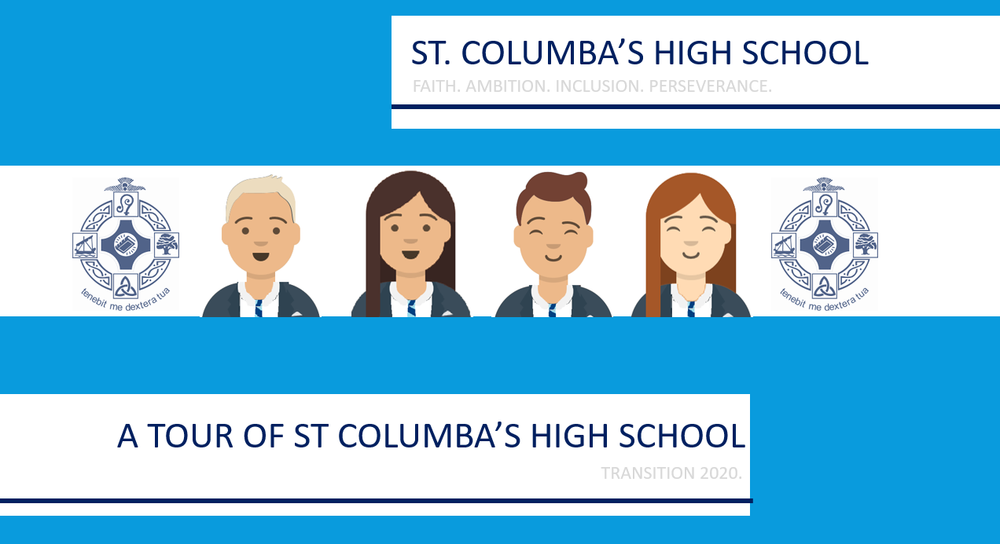 ST. COLUMBA’S HIGH SCHOOL
FAITH. AMBITION. INCLUSION. PERSEVERANCE.
tenebit me dextera tua
tenebit me dextera tua
A TOUR OF ST COLUMBA’S HIGH SCHOOL
TRANSITION 2020.